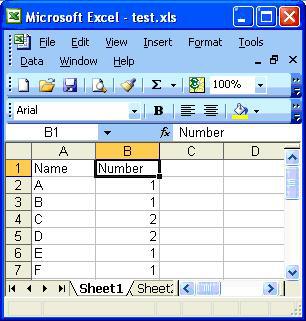 Microsoft Excel - test.xls
File Edit View Insert Format Tools
Data Window Help
Σ 100%
Arial B
B1 fx Number
A B C D
1 Name Number
2 A 1
3 B 1
4 C 2
5 D 2
6 E 1
7 F 1
Sheet1 Sheet2